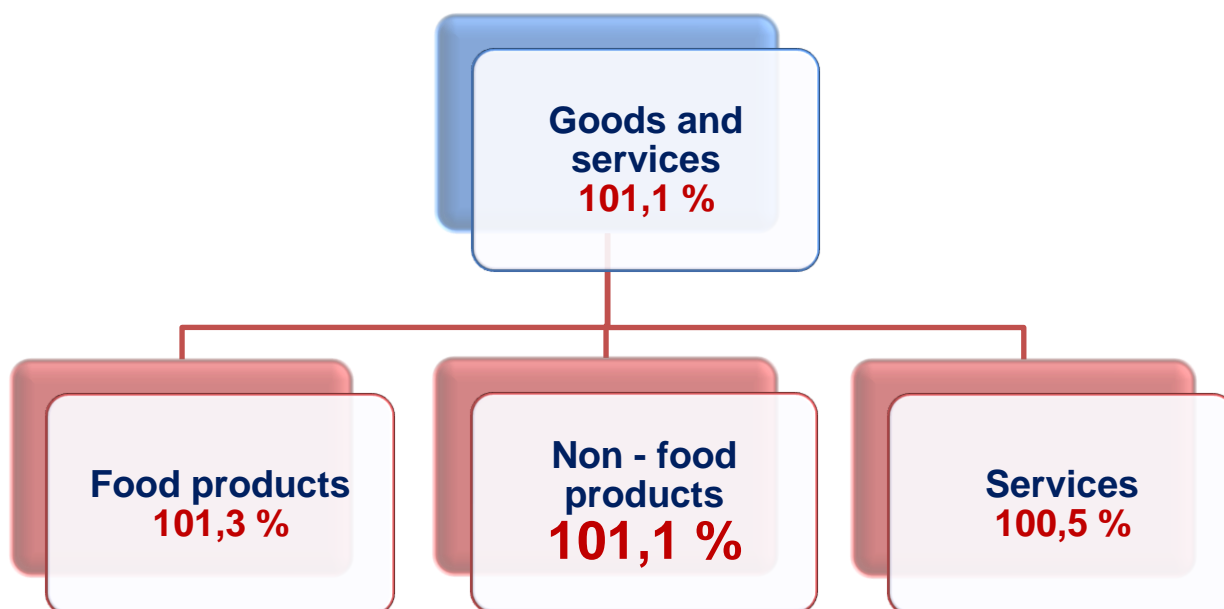 Goods and
services
101,1 %
Food products
101,3 %
Non - food
products
101,1 %
Services
100,5 %